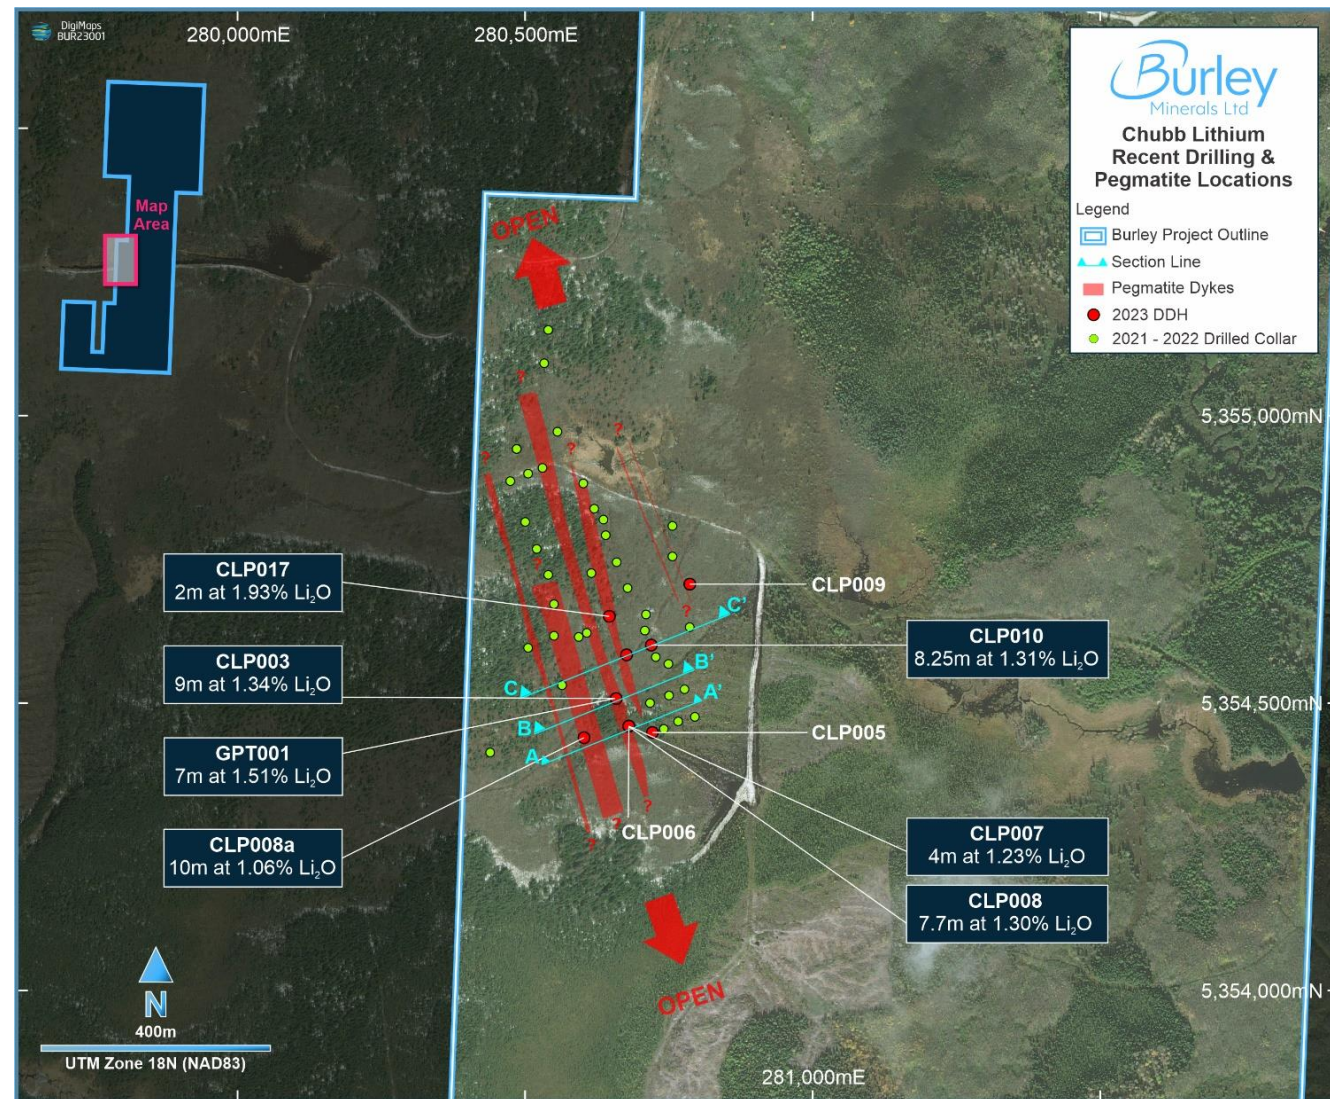 DigiMaps
BUR23001
280,000mE
280,500mE
Burley
Minerals Ltd
Chubb Lithium
Recent Drilling &
Pegmatite Locations
Legend
Burley Project Outline
Section Line
Pegmatite Dykes
2023 DDH
2021 - 2022 Drilled Collar
Map
Area
OPEN
?
?
?
?
?
?
?
?
?
?
5,355,000mN
CLP017
2m at 1.93% Li₂O
CLP009
C'
CLP010
8.25m at 1.31% Li₂O
CLP003
9m at 1.34% Li₂O
B'
C
A'
5,354,500mN
B
CLP005
GPT001
7m at 1.51% Li₂O
A
CLP006
CLP007
4m at 1.23% Li₂O
CLP008a
10m at 1.06% Li₂O
CLP008
7.7m at 1.30% Li₂O
OPEN
5,354,000mN
N
400m
UTM Zone 18N (NAD83)
281,000mE